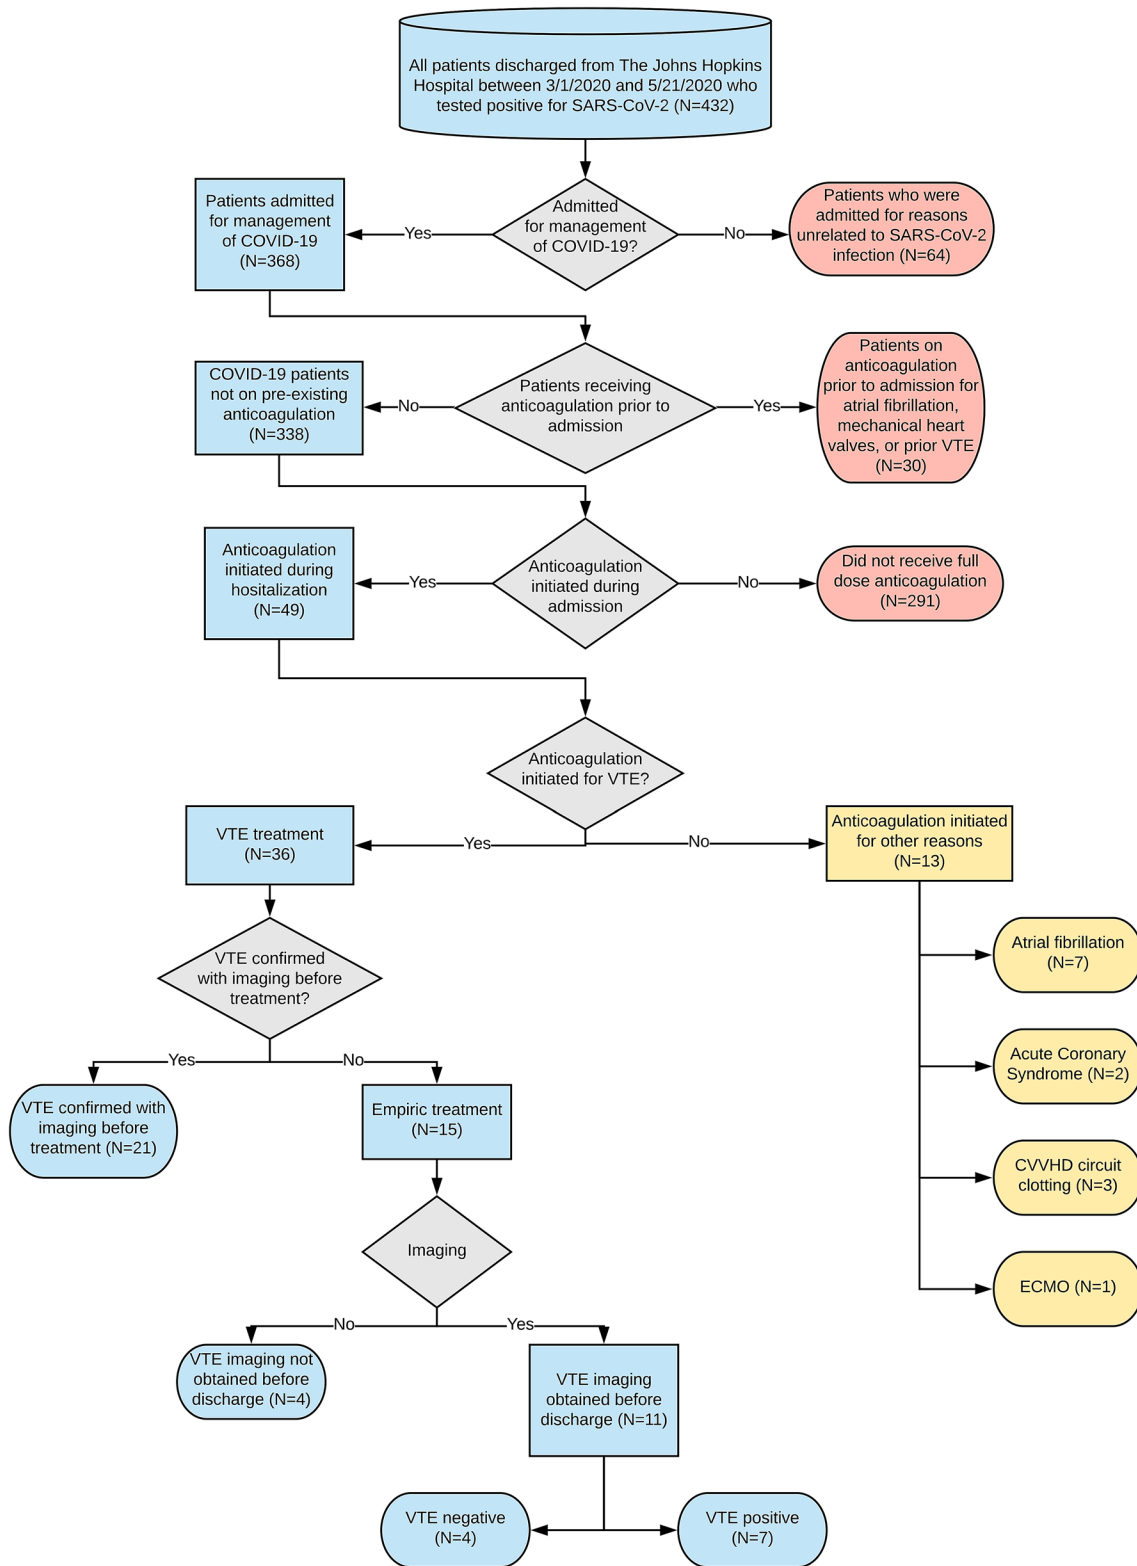 All patients discharged from The Johns Hopkins
Hospital between 3/1/2020 and 5/21/2020 who
tested positive for SARS-CoV-2 (N=432)
Patients admitted
for management
of COVID-19
(N=368)
Yes
Admitted
for management
of COVID-19?
No
Patients who were
admitted for reasons
unrelated to SARS-CoV-2
infection (N=64)
COVID-19 patients
not on pre-existing
anticoagulation
(N=338)
No
Patients receiving
anticoagulation prior to
admission
Yes
Patients on
anticoagulation
prior to admission for
atrial fibrillation,
mechanical heart
valves, or prior VTE
(N=30)
Anticoagulation
initiated during
hositalization
(N=49)
Yes
Anticoagulation
initiated during
admission
No
Did not receive full
dose anticoagulation
(N=291)
Anticoagulation
initiated for VTE?
VTE treatment
(N=36)
Yes
No
Anticoagulation initiated
for other reasons
(N=13)
VTE confirmed
with imaging before
treatment?
Atrial fibrillation
(N=7)
Yes
No
Acute Coronary
Syndrome (N=2)
VTE confirmed with
imaging before
treatment (N=21)
Empiric treatment
(N=15)
CVVHD circuit
clotting (N=3)
Imaging
ECMO (N=1)
No
Yes
VTE imaging not
obtained before
discharge (N=4)
VTE imaging
obtained before
discharge (N=11)
VTE negative
(N=4)
VTE positive
(N=7)